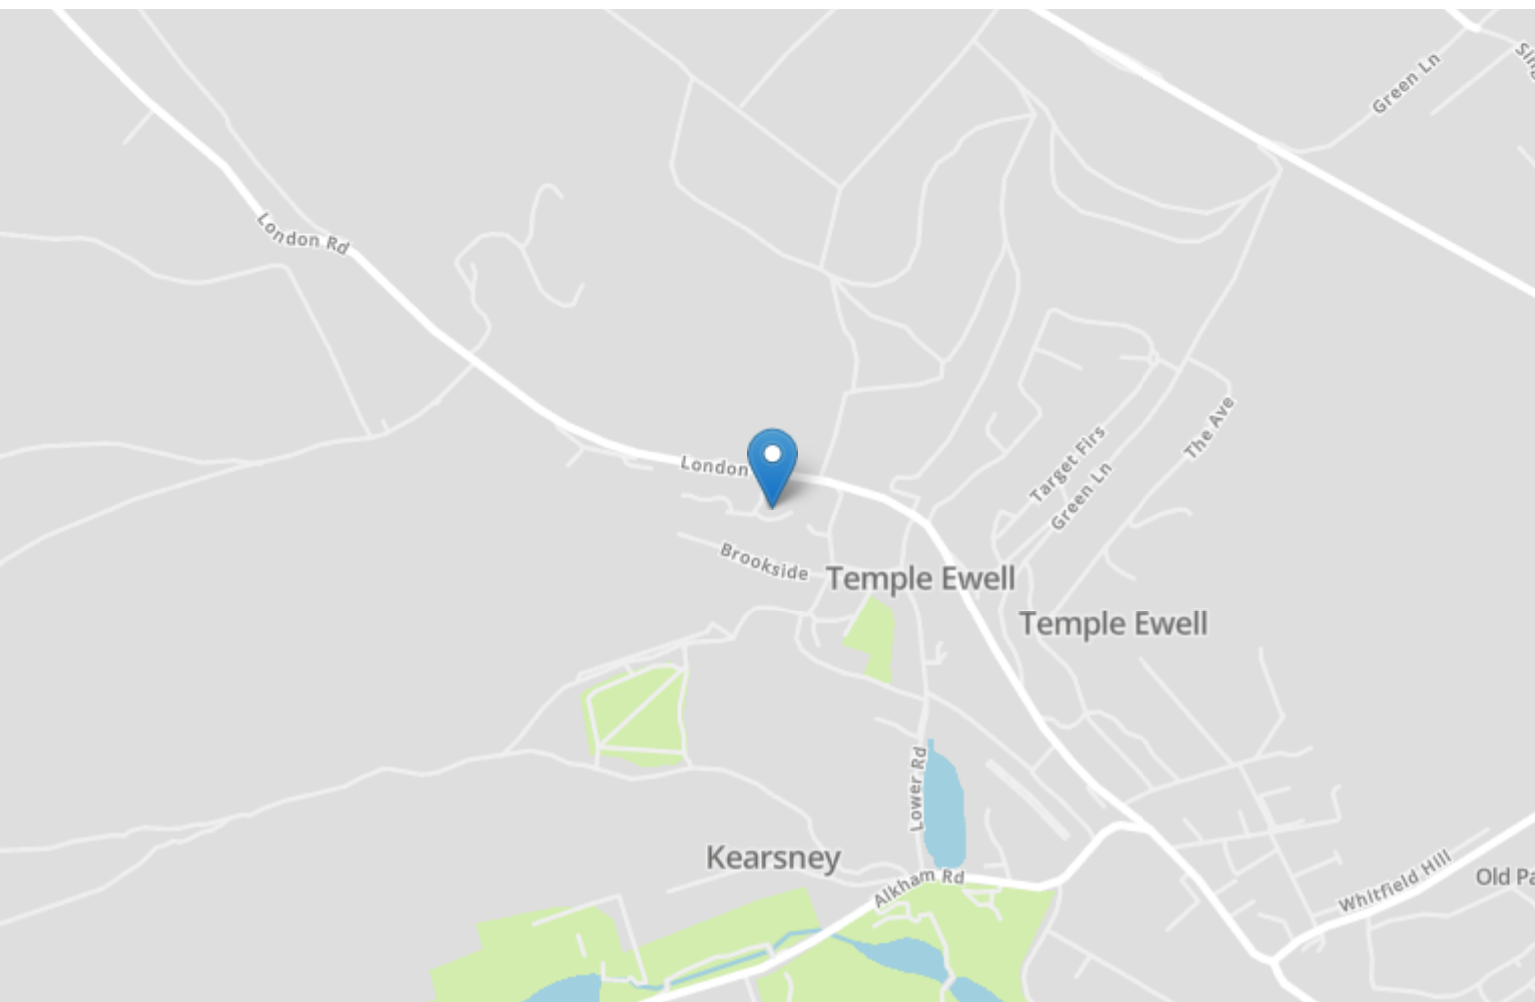 Green Ln
London Rd
The Ave
Target Firs
Green Ln
London
Brookside
Temple Ewell
Temple Ewell
Lower Rd
Kearsney
Alkham Rd
Whitfield Hill
Old Pa